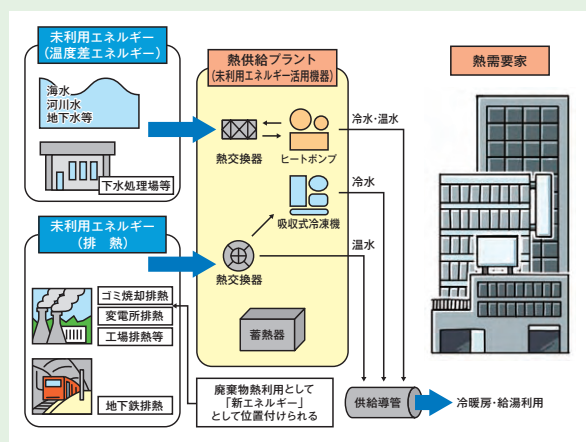 未利用エネルギー
(温度差エネルギー)
海水
河川水
地下水等
下水処理場等
未利用エネルギー
(排 熱)
ゴミ焼却排熱
変電所排熱
工場排熱等
地下鉄排熱
熱供給プラント
(未利用エネルギー活用機器)
熱交換器
ヒートポンプ
冷水・温水
吸収式冷凍機
冷水
熱交換器
温水
蓄熱器
廃棄物熱利用として
「新エネルギー」
として位置付けられる
熱需要家
供給導管
冷暖房・給湯利用